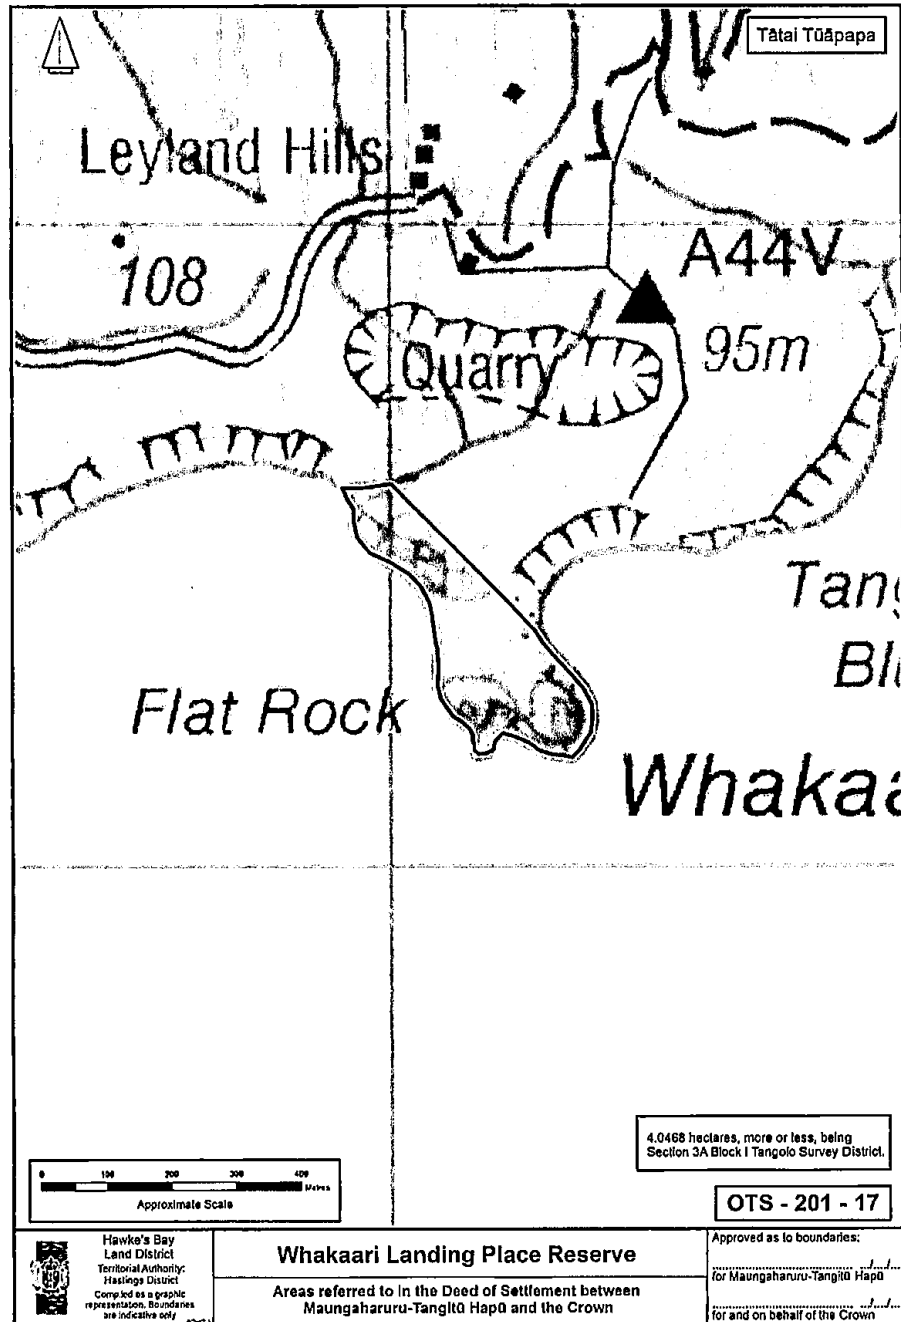 Tātai Tūāpapa
Leyland Hills
A44V
108
95m
Quarry
Tang
Flat Rock
Whakaa
4.0468 hectares, more or less, being
Section 3A Block I Tangoio Survey District.
0 100 200 300 400
Metres
Approximate Scale
OTS - 201 - 17
Hawke's Bay
Land District
Territorial Authority:
Hastings District
Compiled as a graphic
representation. Boundaries
are indicative only
Whakaari Landing Place Reserve
Areas referred to in the Deed of Settlement between
Maungaharuru-Tangitū Hapū and the Crown
Approved as to boundaries:
for Maungaharuru-Tangitū Hapū
for and on behalf of the Crown